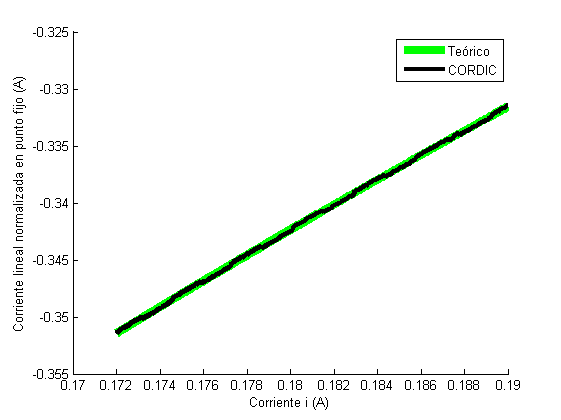 -0.325
-0.33
-0.335
-0.34
-0.345
-0.35
-0.355
Corriente lineal normalizada en punto fijo (A)
Teórico
CORDIC
0.17 0.172 0.174 0.176 0.178 0.18 0.182 0.184 0.186 0.188 0.19
Corriente i (A)